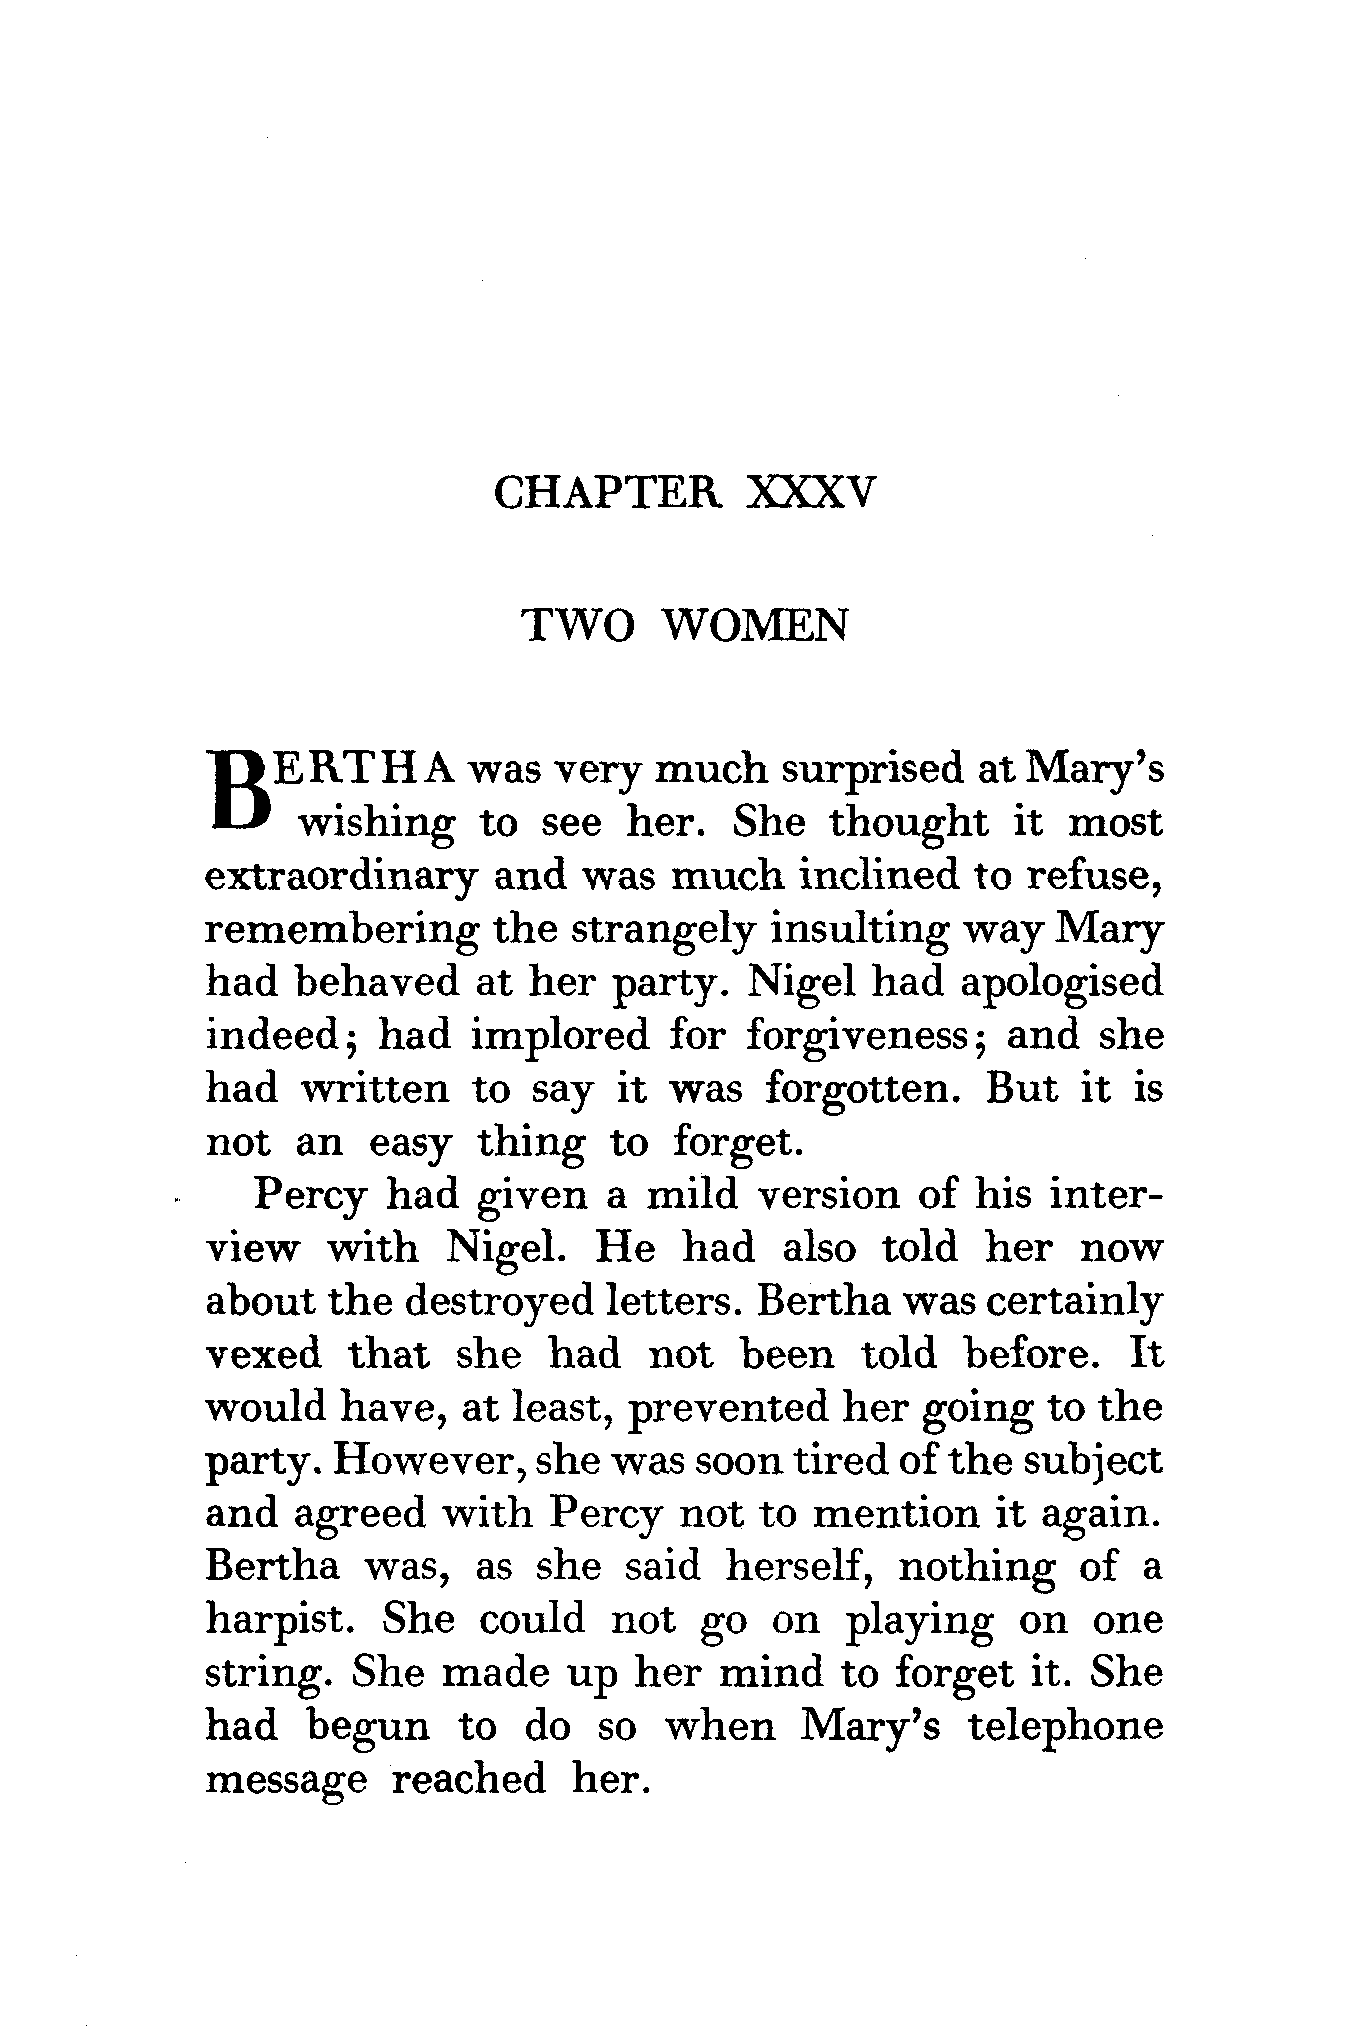 CHAPTER XXXV
TWO WOMEN
BERTHA was very much surprised at Mary's
wishing to see her. She thought it most
extraordinary and was much inclined to refuse,
remembering the strangely insulting way Mary
had behaved at her party. Nigel had apologised
indeed; had implored for forgiveness; and she
had written to say it was forgotten. But it is
not an easy thing to forget.
Percy had given a mild version of his inter-
view with Nigel. He had also told her now
about the destroyed letters. Bertha was certainly
vexed that she had not been told before. It
would have, at least, prevented her going to the
party. However, she was soon tired of the subject
and agreed with Percy not to mention it again.
Bertha was, as she said herself, nothing of a
harpist. She could not go on playing on one
string. She made up her mind to forget it. She
had begun to do so when Mary's telephone
message reached her.